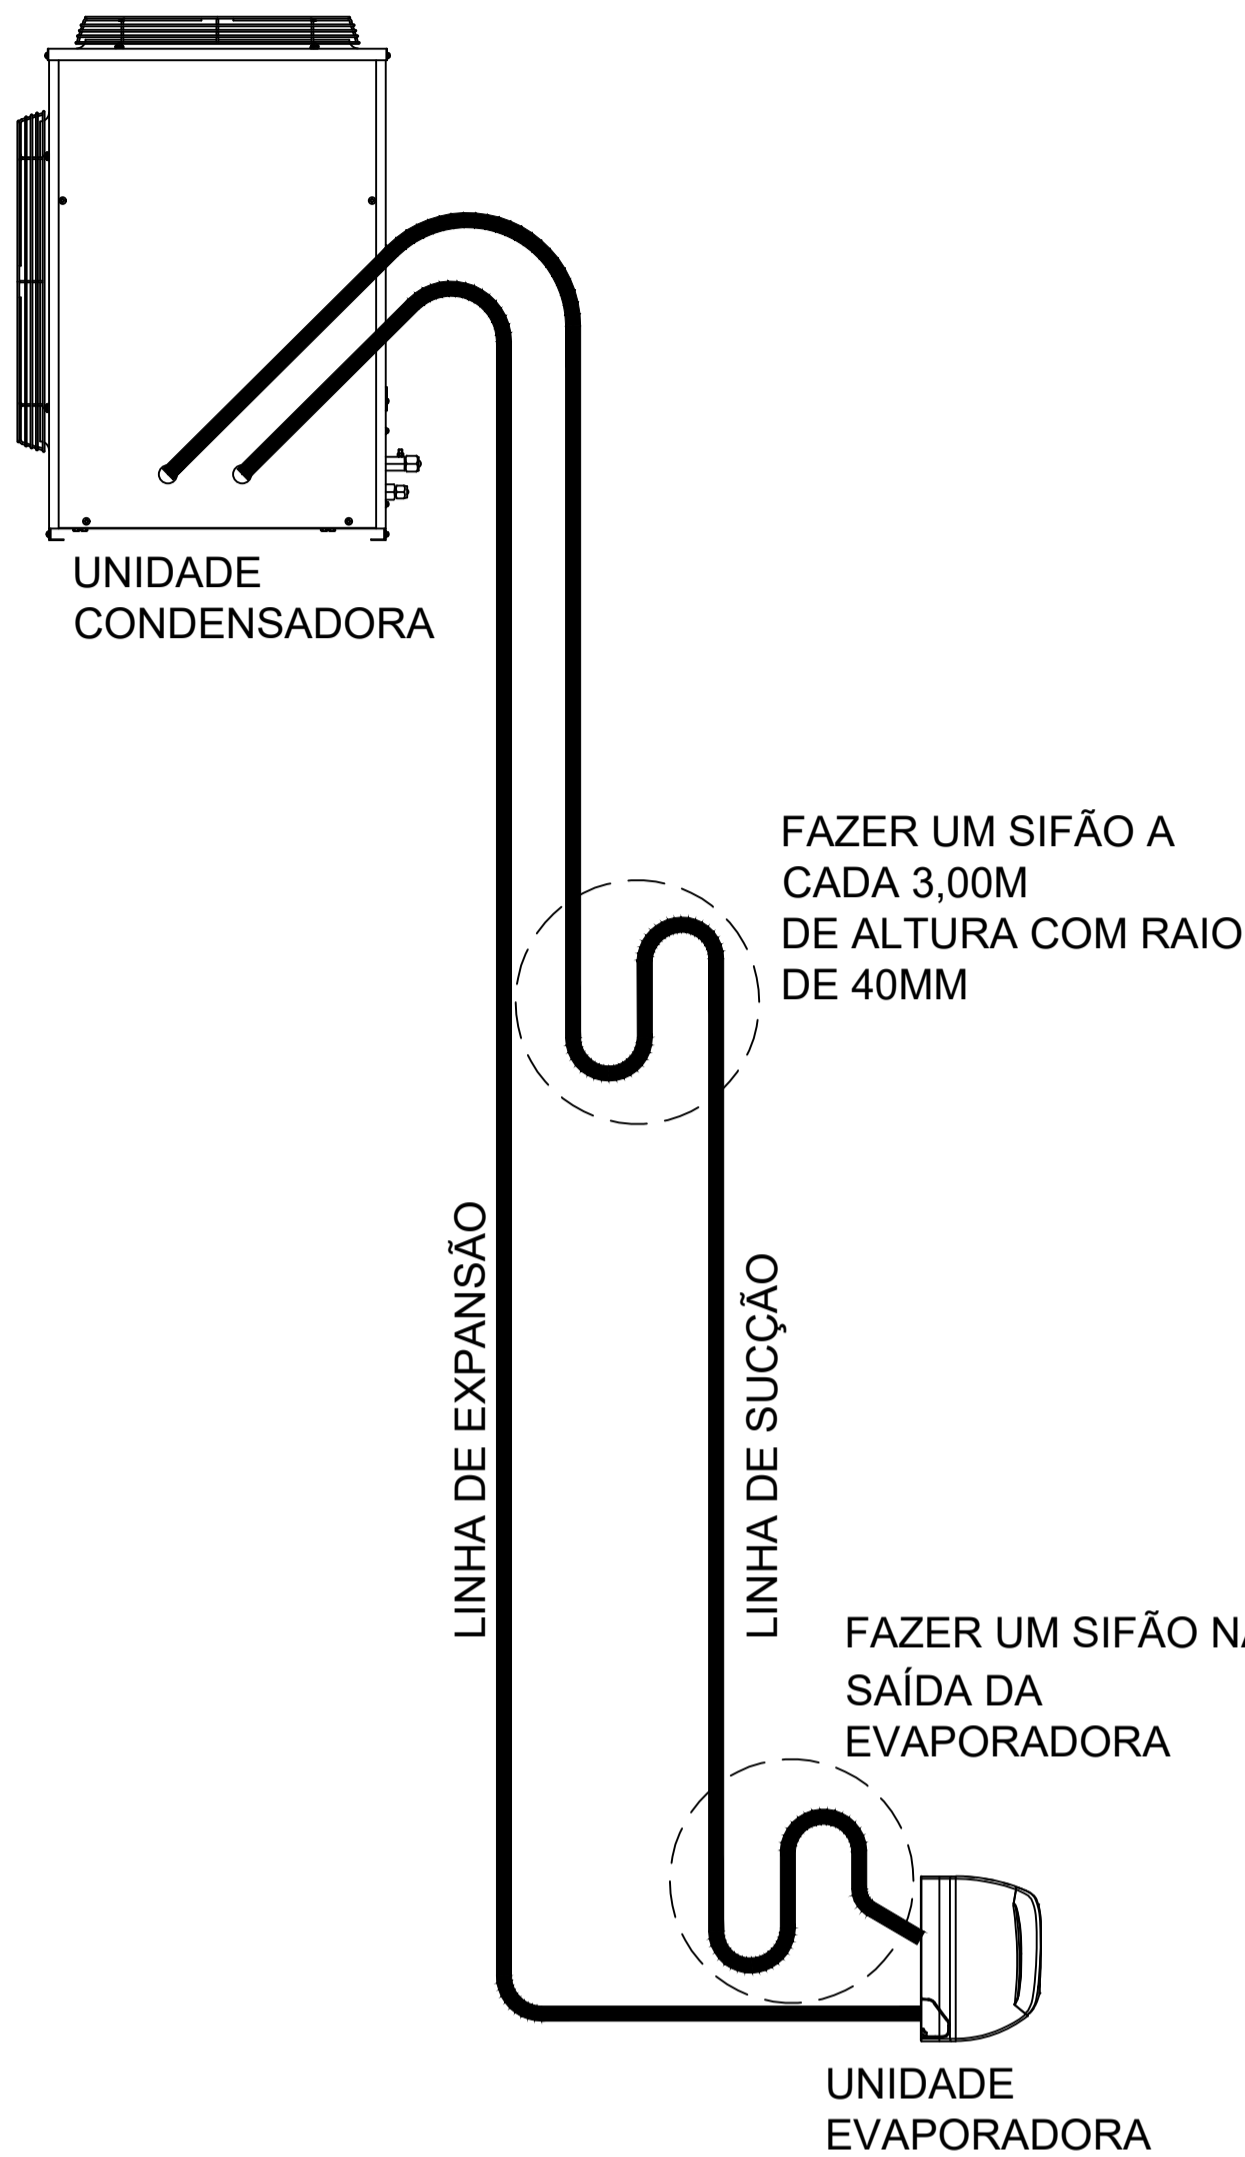 UNIDADE
CONDENSADORA
FAZER UM SIFÃO A
CADA 3,00M
DE ALTURA COM RAIO
DE 40MM
LINHA DE EXPANSÃO
LINHA DE SUCÇÃO
FAZER UM SIFÃO NA
SAÍDA DA
EVAPORADORA
UNIDADE
EVAPORADORA